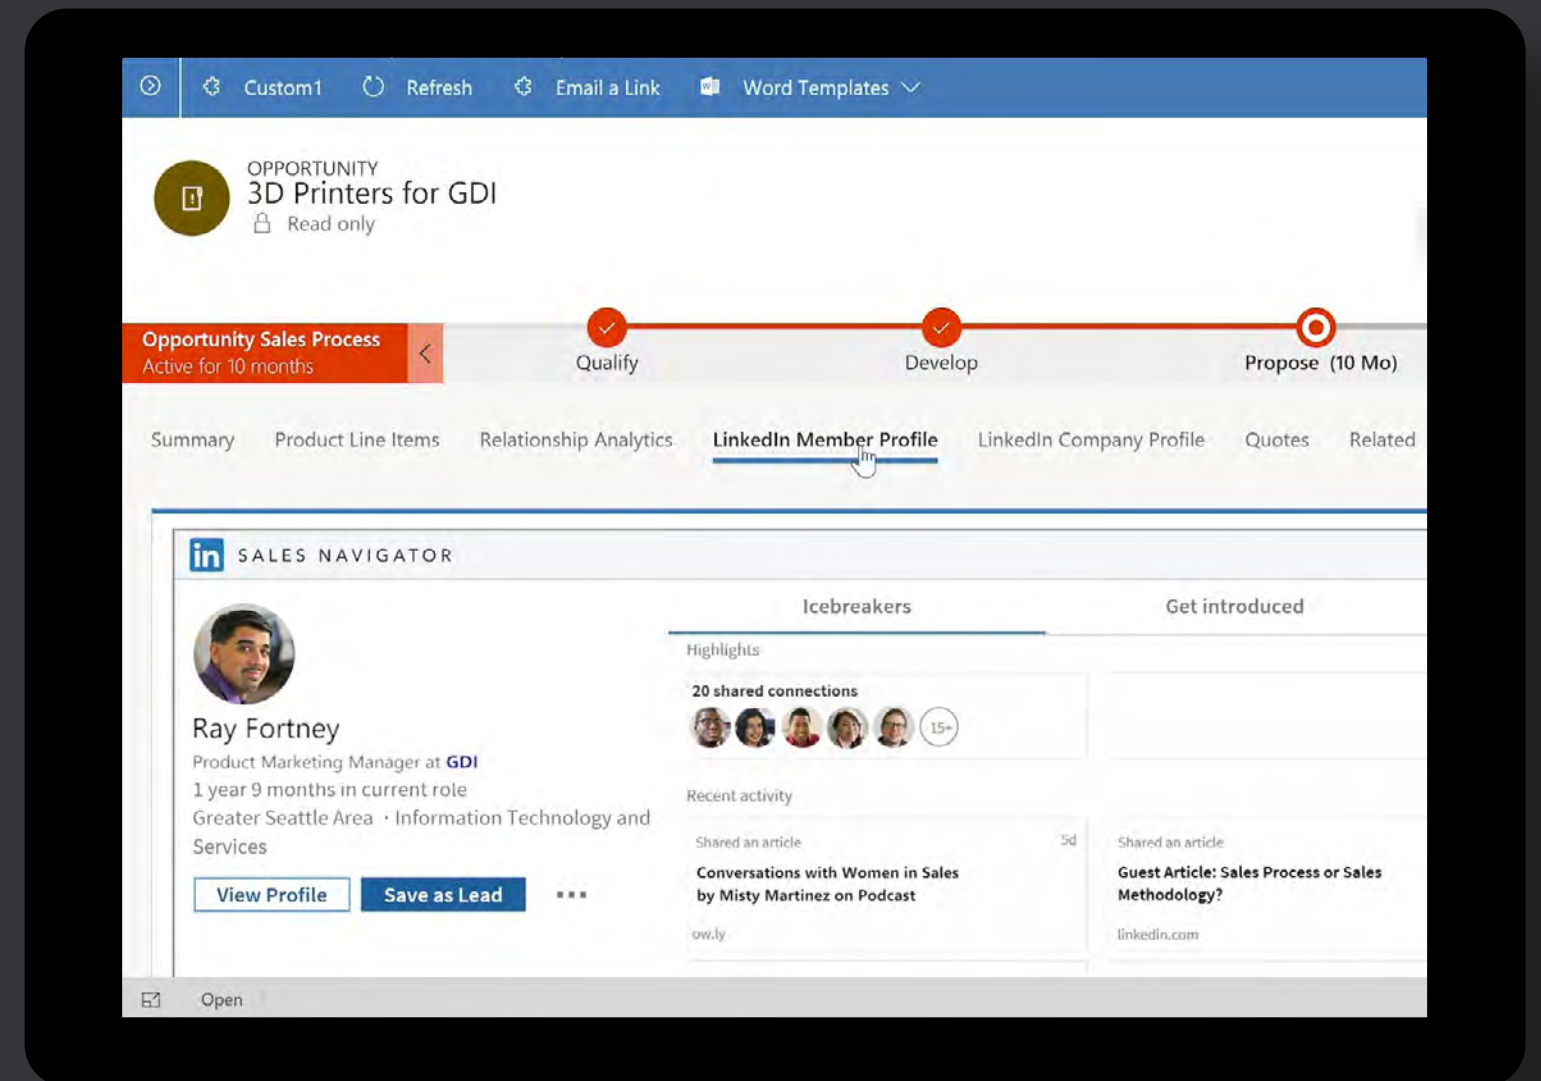 Custom1 Refresh Email a Link Word Templates
OPPORTUNITY
3D Printers for GDI
Read only
Opportunity Sales Process
Active for 10 months
Qualify Develop Propose (10 Mo)
Summary Product Line Items Relationship Analytics LinkedIn Member Profile LinkedIn Company Profile Quotes Related
in SALES NAVIGATOR
Icebreakers Get introduced
Highlights
20 shared connections
15+
Ray Fortney
Product Marketing Manager at GDI
1 year 9 months in current role
Greater Seattle Area · Information Technology and
Services
View Profile Save as Lead
Recent activity
Shared an article 5d
Conversations with Women in Sales
by Misty Martinez on Podcast
ow.ly
Shared an article
Guest Article: Sales Process or Sales
Methodology?
linkedin.com
Open